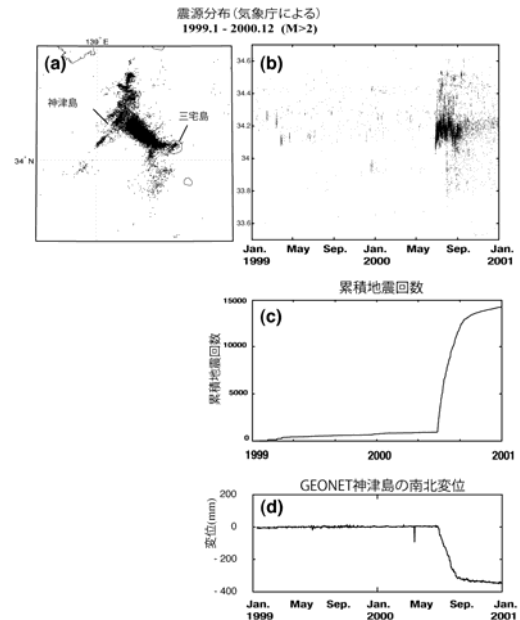 震源分布(気象庁による)
1999.1 - 2000.12 (M>2)
139° E
(a)
神津島
三宅島
34° N
(b)
34.6
34.4
34.2
34
33.8
33.6
Jan. May Sep. Jan. May Sep. Jan.
1999 2000 2001
累積地震回数
(c)
累積地震回数
15000
10000
5000
0
1999 2000 2001
GEONET神津島の南北変位
(d)
変位(mm)
200
0
- 200
- 400
Jan. May Sep. Jan. May Sep. Jan.
1999 2000 2001